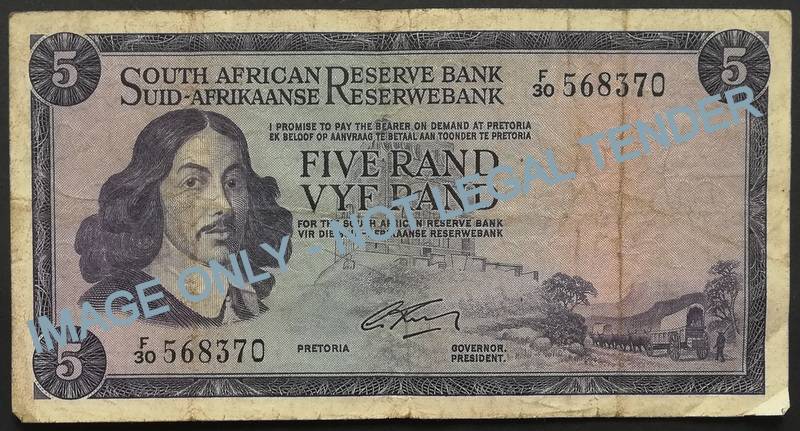 5
5
SOUTH AFRICAN RESERVE BANK
SUID-AFRIKAANSE RESERWEBANK
F/30 568370
I PROMISE TO PAY THE BEARER ON DEMAND AT PRETORIA
EK BELOOF OP AANVRAAG TE BETAAL AAN TOONDER TE PRETORIA
FIVE RAND
VYF RAND
FOR THE SOUTH AFRICAN RESERVE BANK
VIR DIE SUID-AFRIKAANSE RESERWEBANK
IMAGE ONLY - NOT LEGAL TENDER
F/30 568370
PRETORIA
GOVERNOR.
PRESIDENT.
5